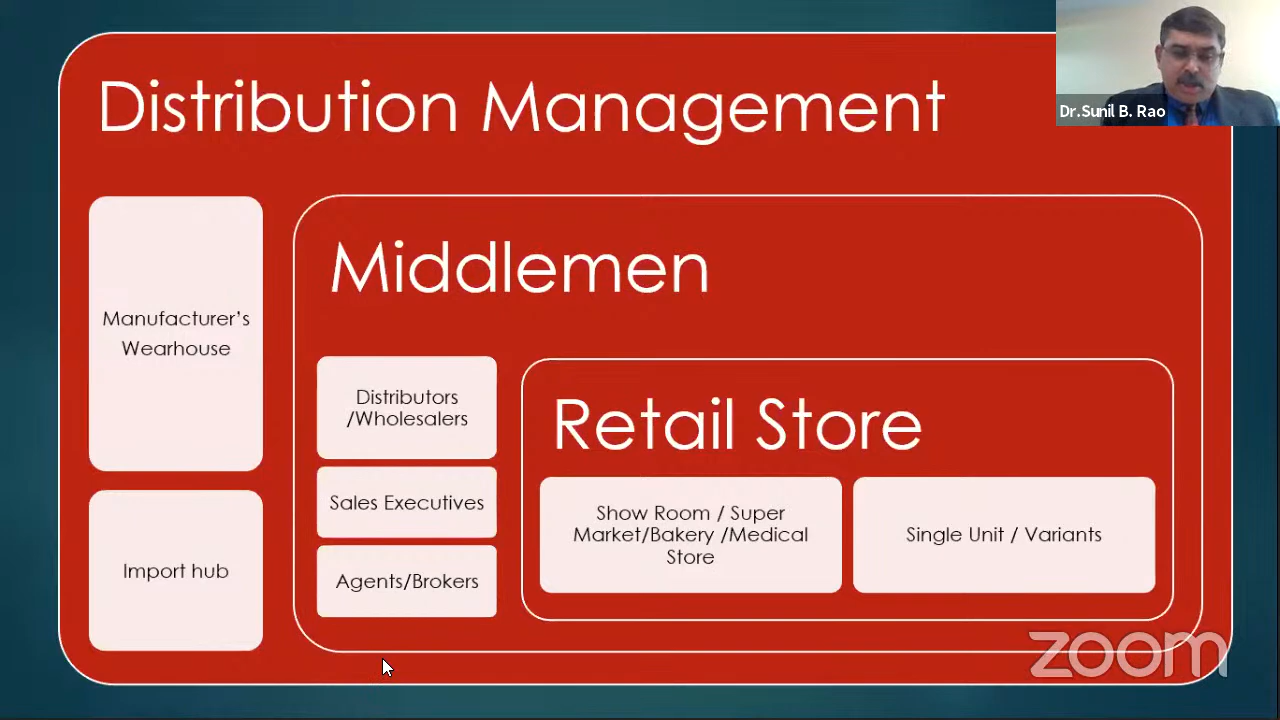 Distribution Management
Dr.Sunil B. Rao
Manufacturer's
Wearhouse
Import hub
Middlemen
Distributors
/Wholesalers
Sales Executives
Agents/Brokers
Retail Store
Show Room / Super
Market/Bakery /Medical
Store
Single Unit / Variants
zoom